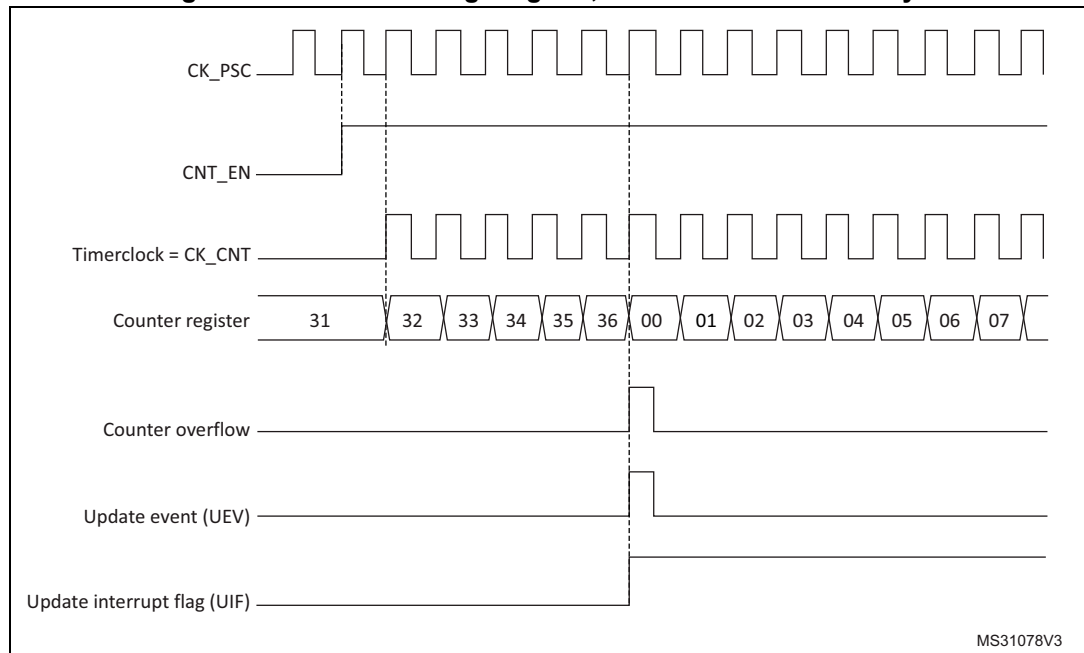 CK_PSC
CNT_EN
Timerclock = CK_CNT
Counter register 31 32 33 34 35 36 00 01 02 03 04 05 06 07
Counter overflow
Update event (UEV)
Update interrupt flag (UIF)
MS31078V3